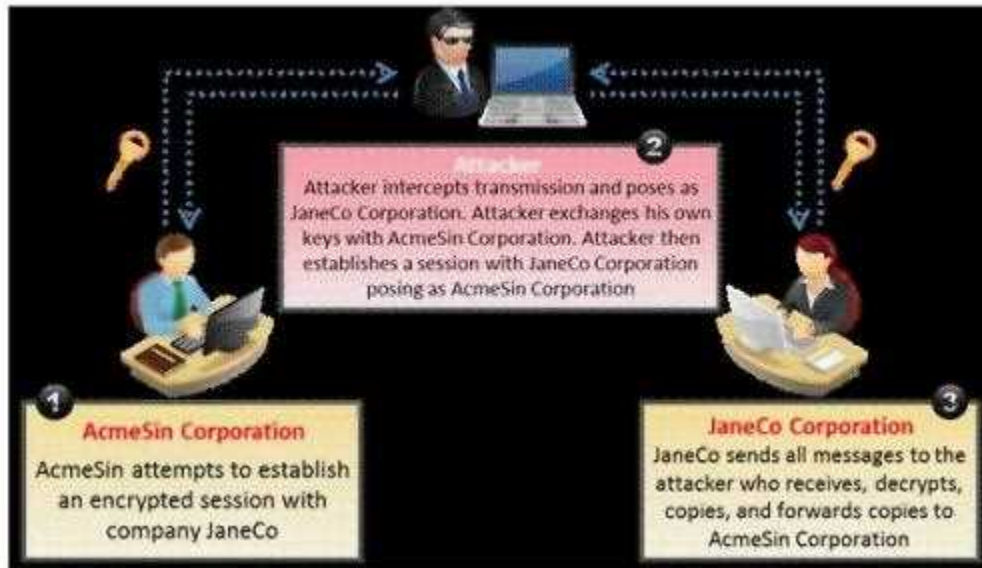 2
Attacker
Attacker intercepts transmission and poses as
JaneCo Corporation. Attacker exchanges his own
keys with AcmeSin Corporation. Attacker then
establishes a session with JaneCo Corporation
posing as AcmeSin Corporation
1
AcmeSin Corporation
AcmeSin attempts to establish
an encrypted session with
company JaneCo
3
JaneCo Corporation
JaneCo sends all messages to the
attacker who receives, decrypts,
copies, and forwards copies to
AcmeSin Corporation